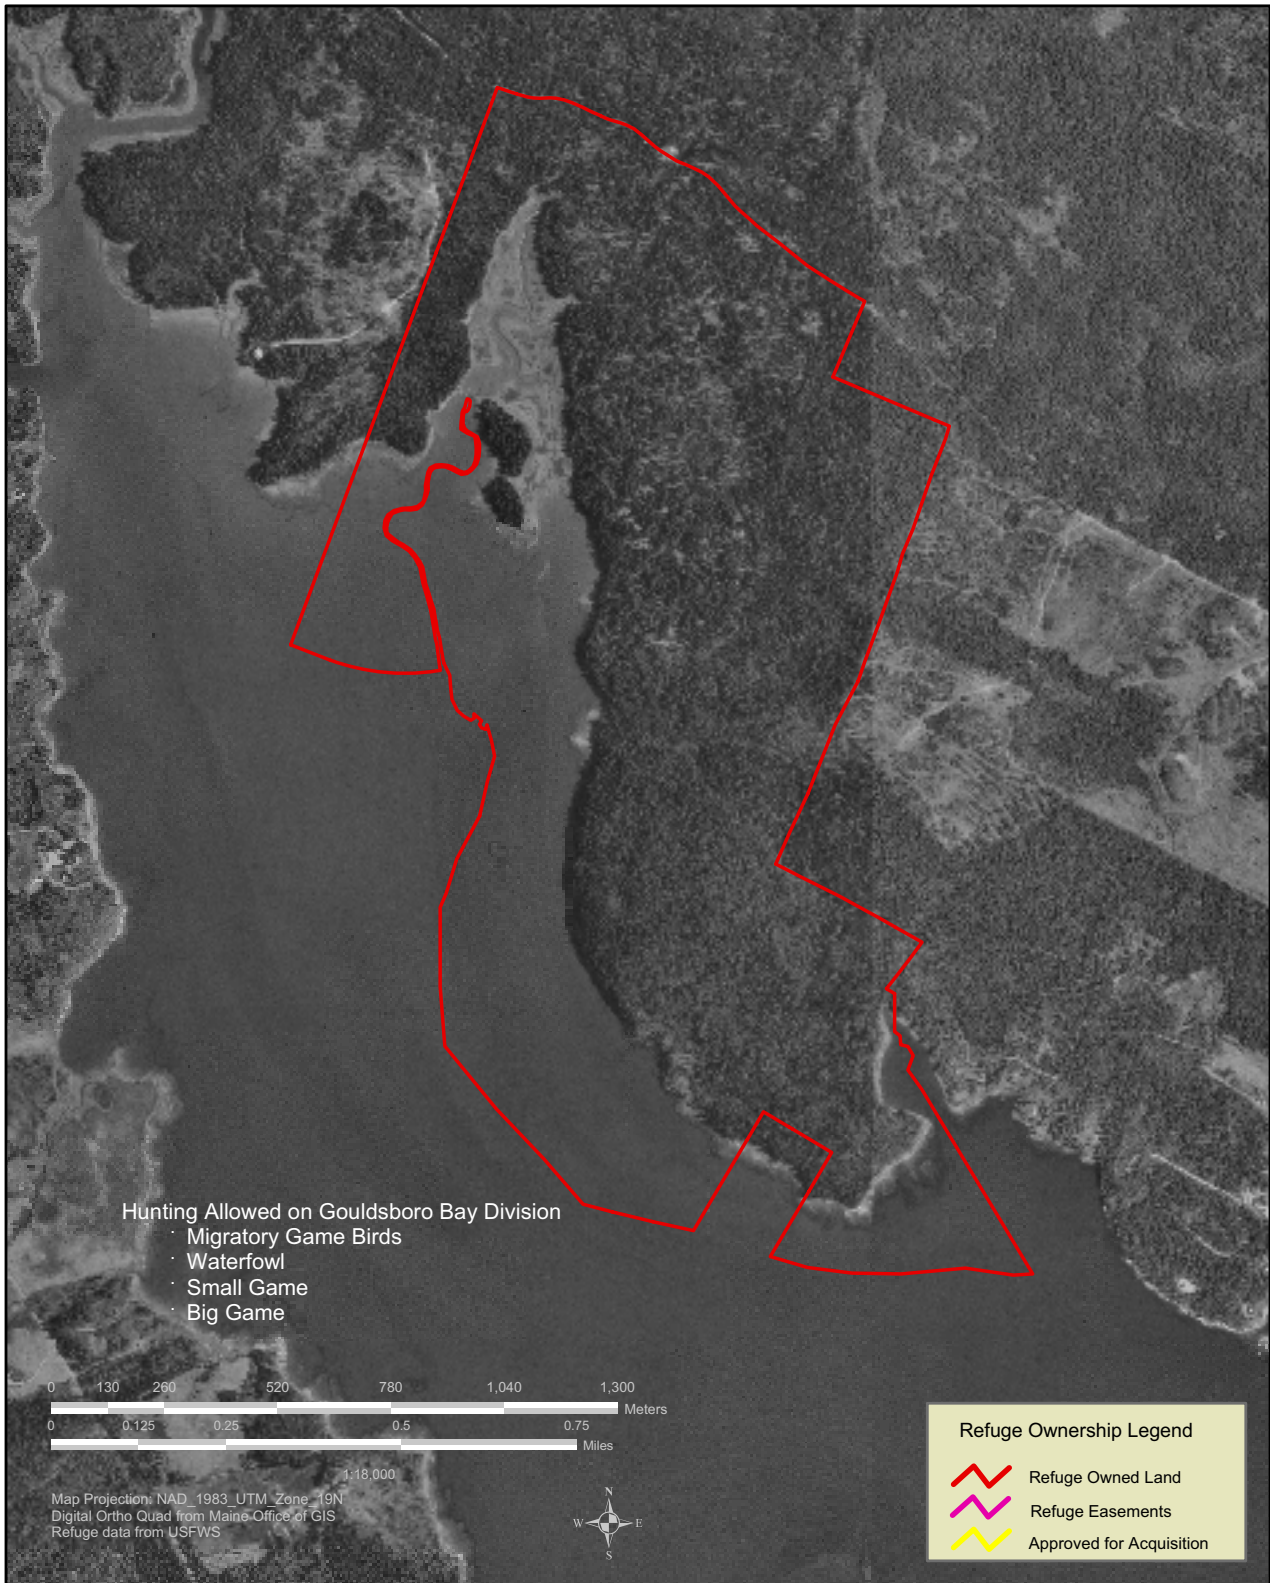 Hunting Allowed on Gouldsboro Bay Division
· Migratory Game Birds
· Waterfowl
· Small Game
· Big Game
0 130 260 520 780 1,040 1,300
Meters
0 0.125 0.25 0.5 0.75
Miles
1:18,000
Map Projection: NAD_1983_UTM_Zone_19N
Digital Ortho Quad from Maine Office of GIS
Refuge data from USFWS
N
W E
S
Refuge Ownership Legend
Refuge Owned Land
Refuge Easements
Approved for Acquisition